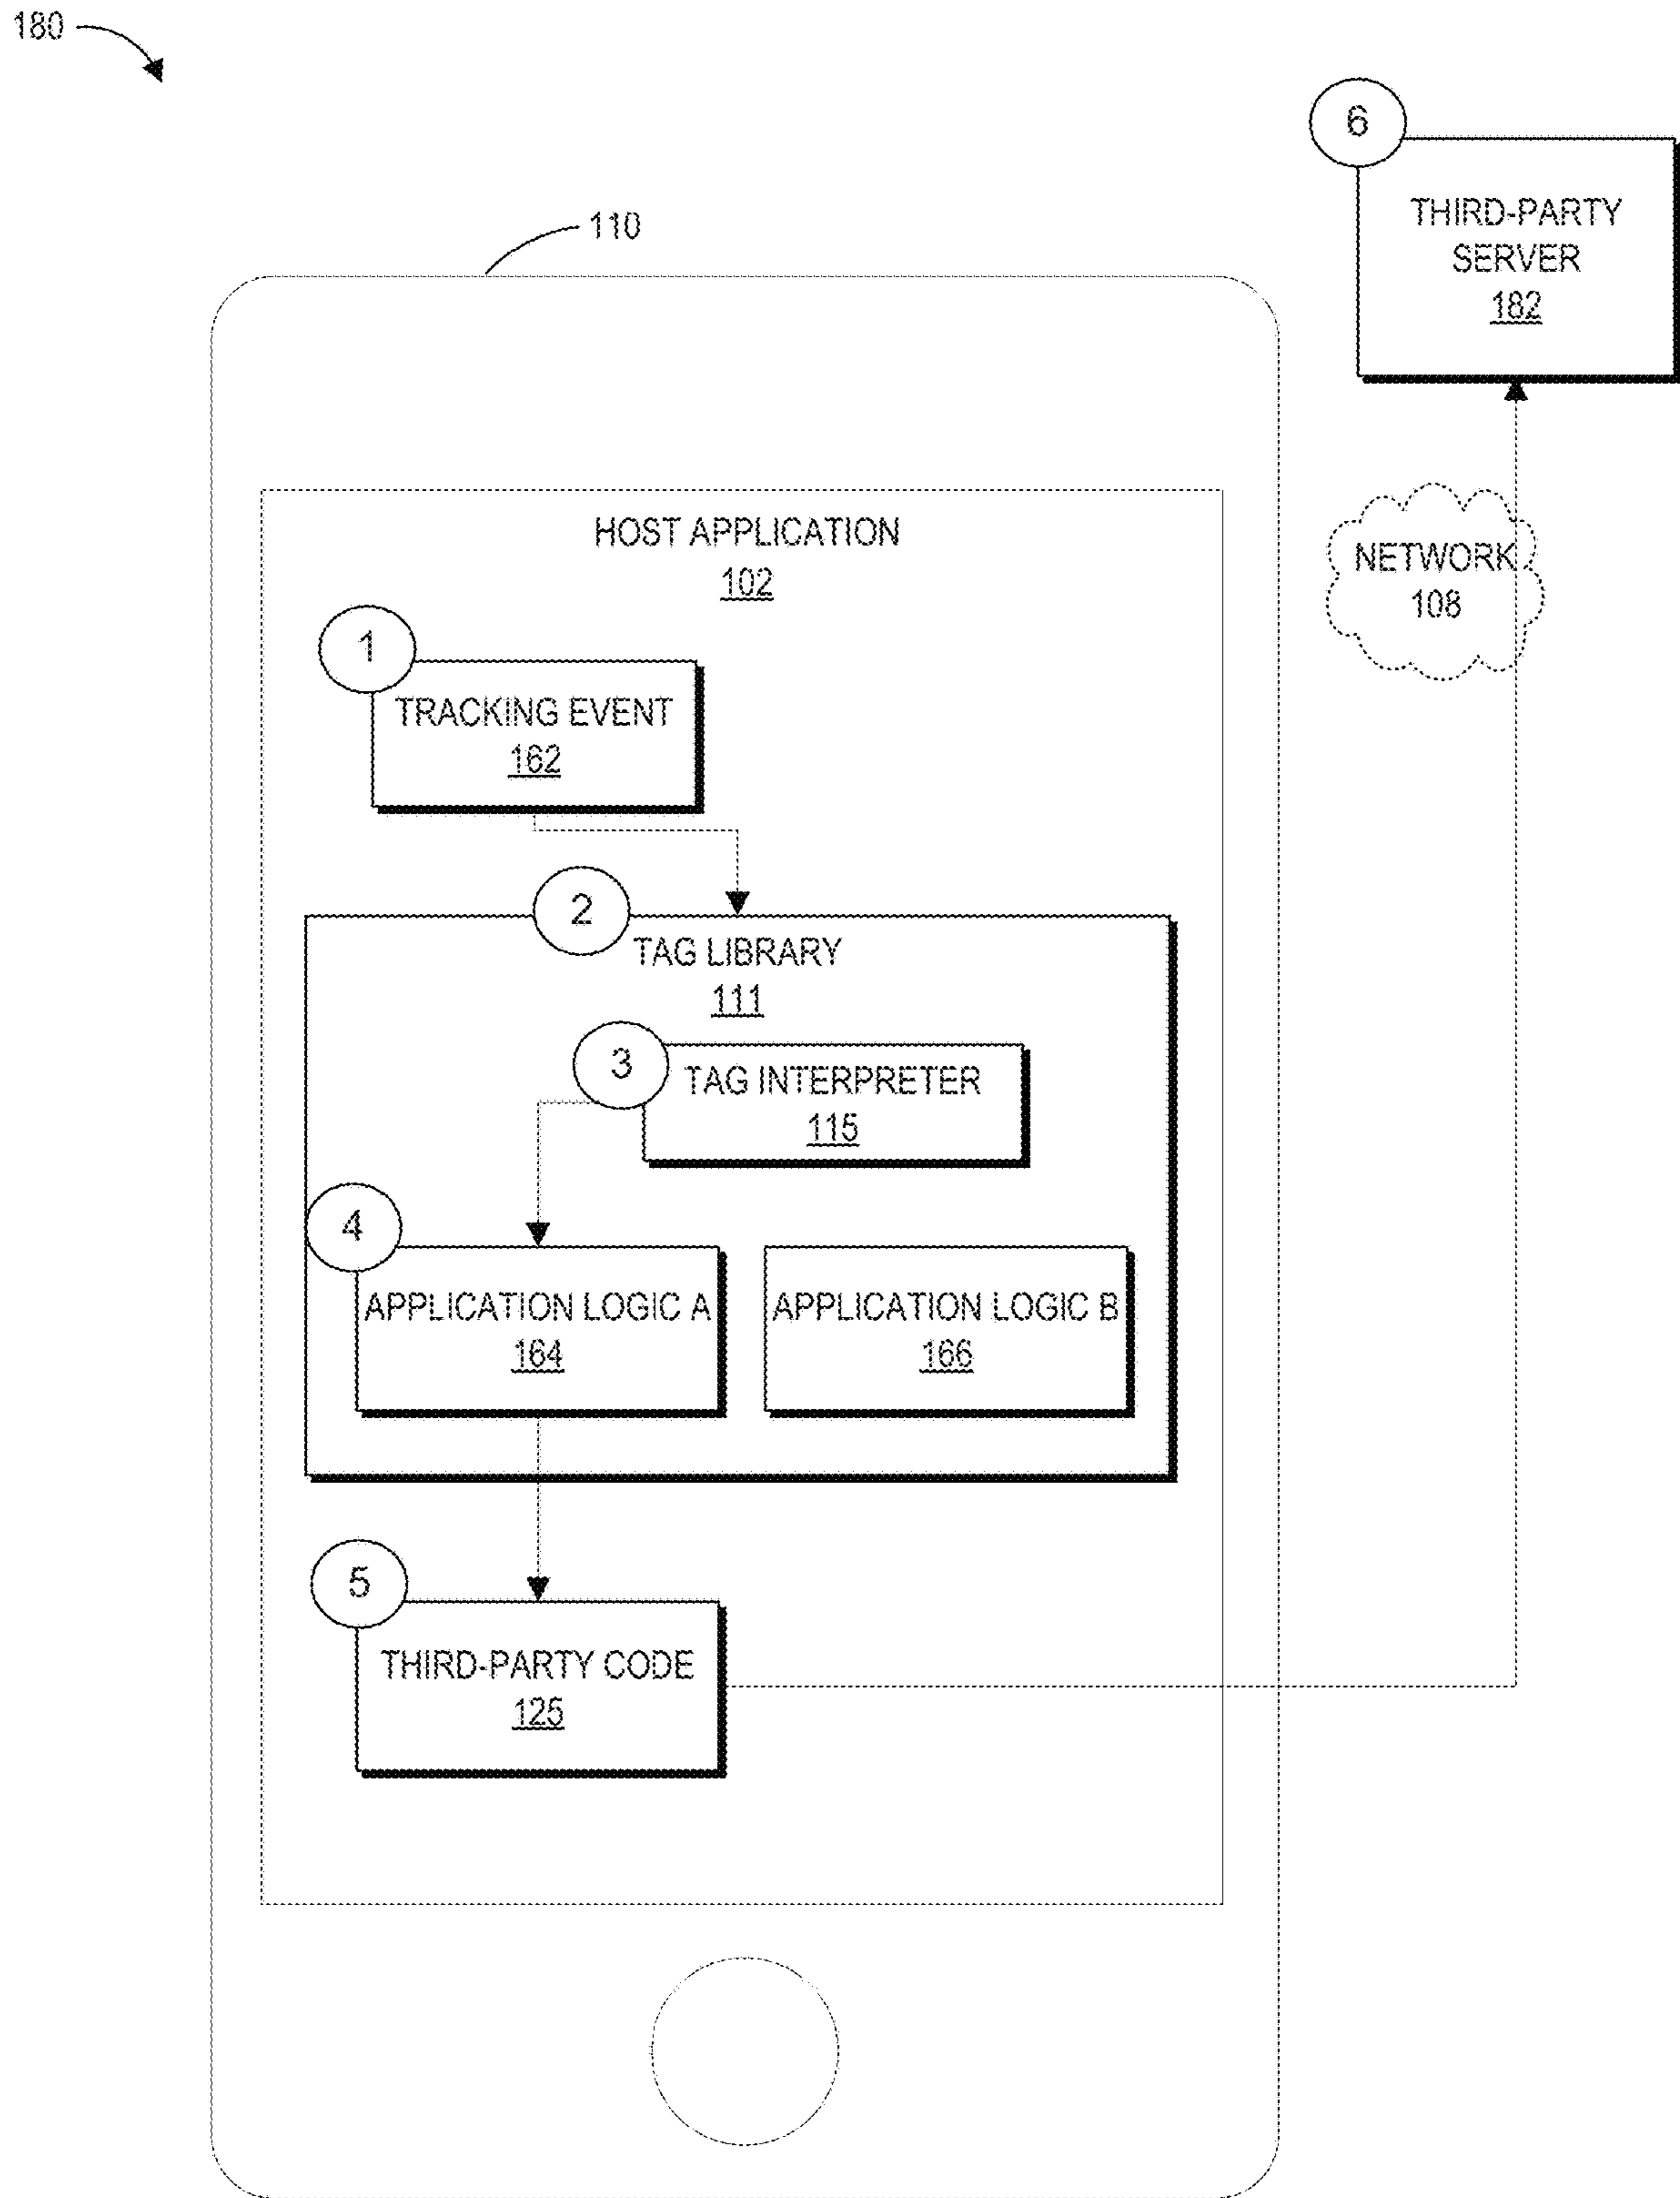 180
6
THIRD-PARTY
SERVER
182
110
HOST APPLICATION
102
NETWORK
108
1
TRACKING EVENT
162
2
TAG LIBRARY
111
3
TAG INTERPRETER
115
4
APPLICATION LOGIC A
164
APPLICATION LOGIC B
166
5
THIRD-PARTY CODE
125